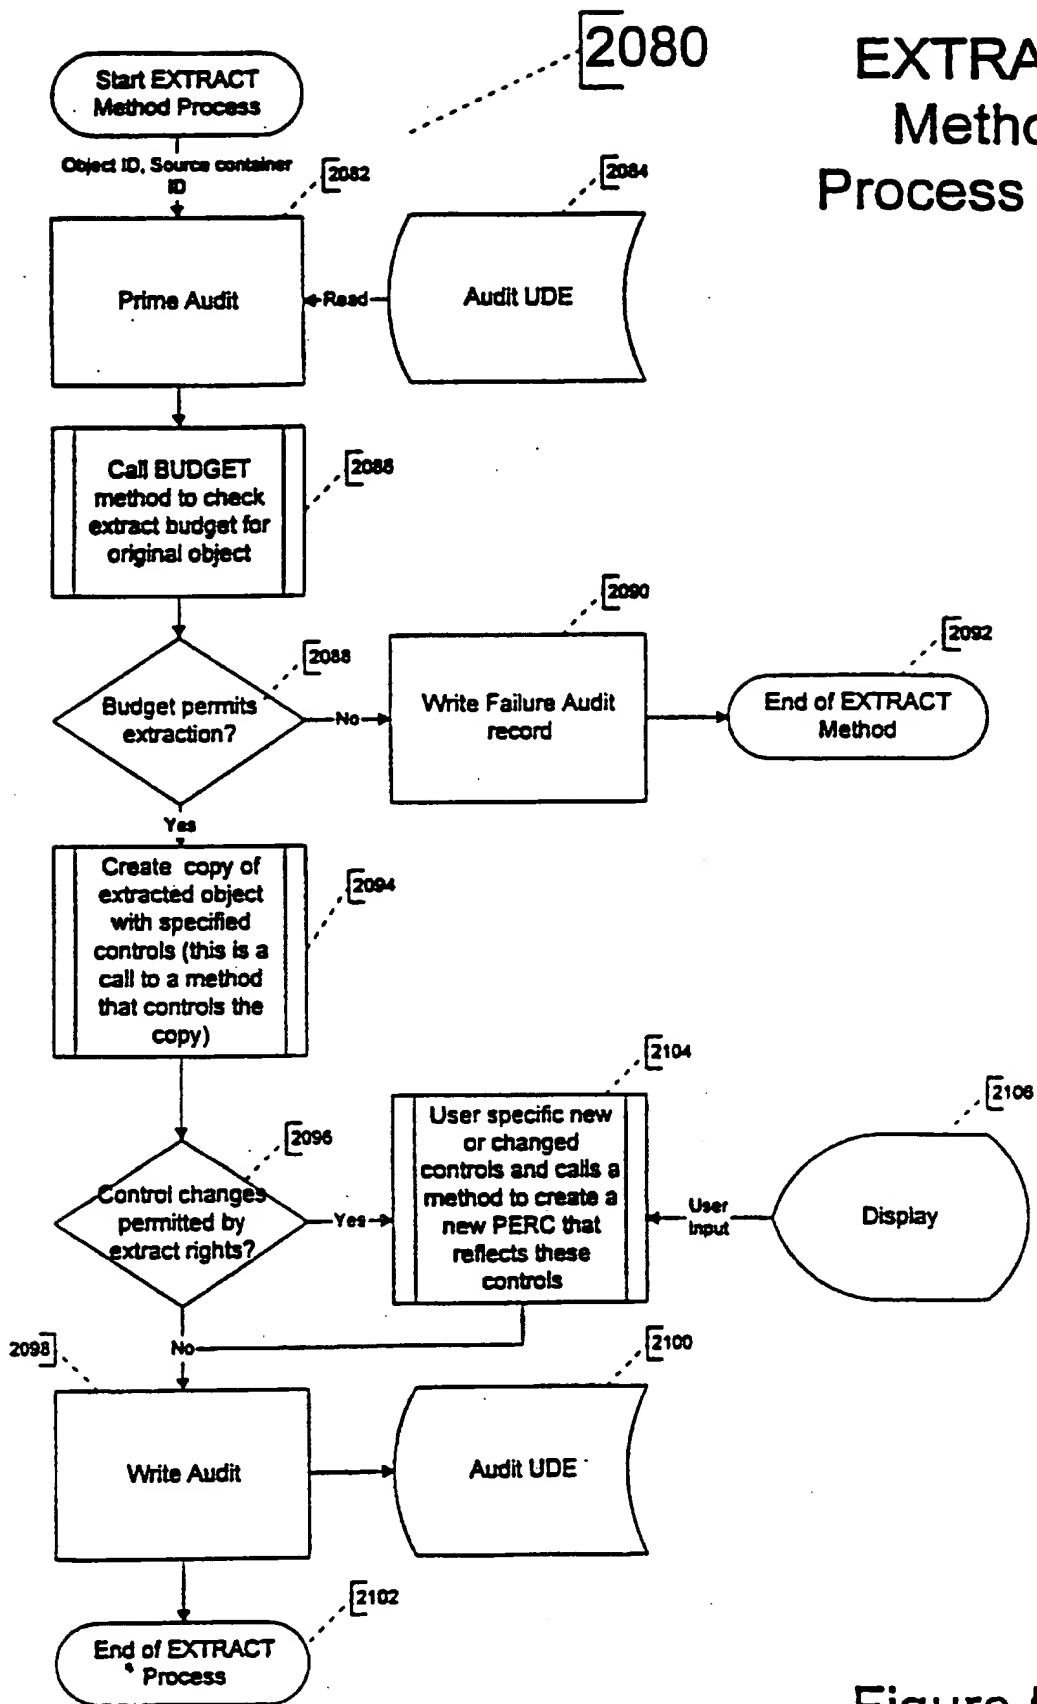 2080
EXTRA
Metho
Process
Start EXTRACT
Method Process
Object ID, Source container
ID
2082
2084
Prime Audit
Read
Audit UDE
Call BUDGET
method to check
extract budget for
original object
2088
2090
2092
2088
Budget permits
extraction?
No
Write Failure Audit
record
End of EXTRACT
Method
Yes
Create copy of
extracted object
with specified
controls (this is a
call to a method
that controls the
copy)
2094
2104
2106
2096
User specific new
or changed
controls and calls a
method to create a
new PERC that
reflects these
controls
Control changes
permitted by
extract rights?
Yes
User
Input
Display
No
2098
2100
Write Audit
Audit UDE
2102
End of EXTRACT
Process
Figure